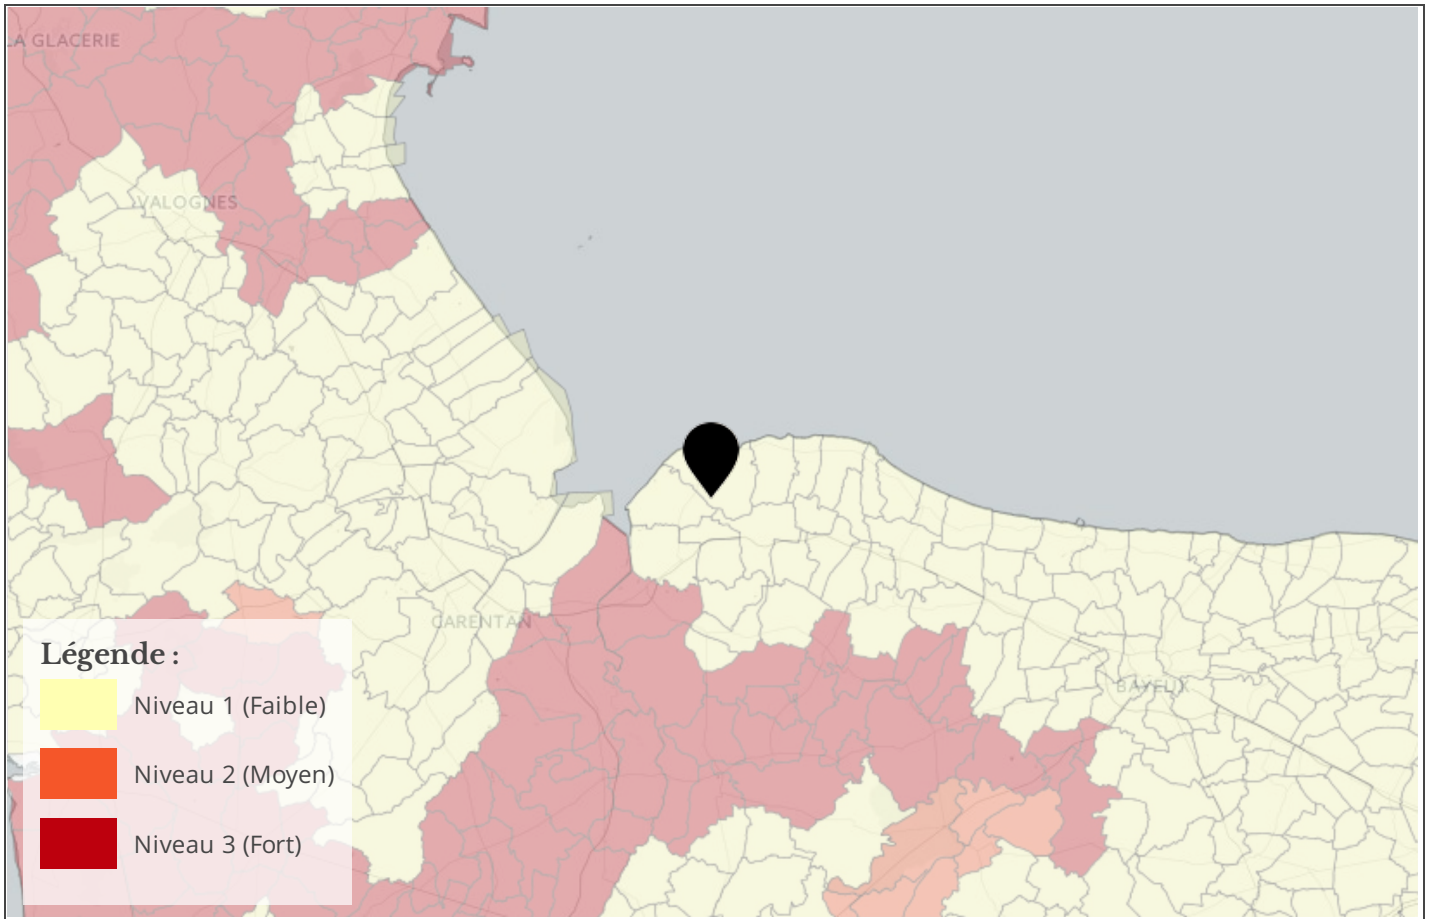 LA GLACERIE
VALOGNES
CARENTAN
BAYEUX
Légende :
Niveau 1 (Faible)
Niveau 2 (Moyen)
Niveau 3 (Fort)